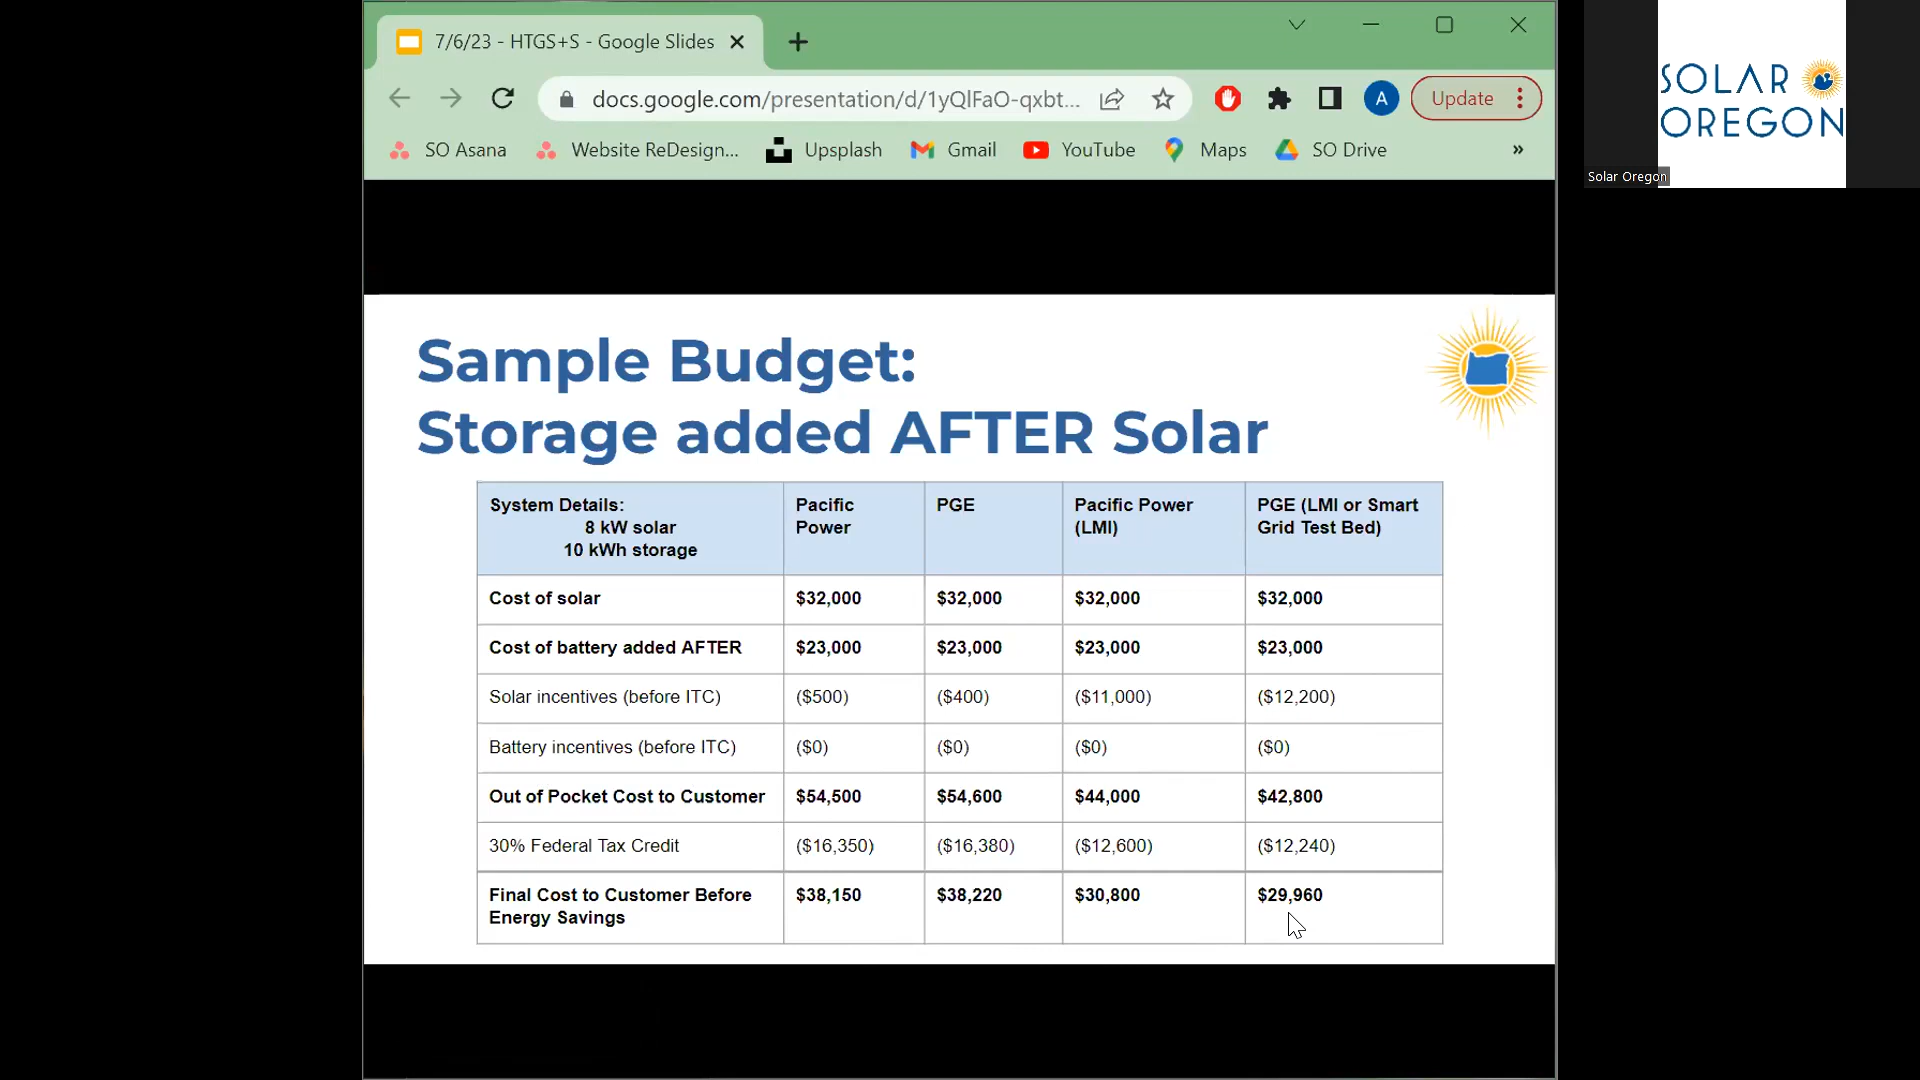 7/6/23 - HTGS+S - Google Slides
docs.google.com/presentation/d/1yQlFaO-qxbt...
A
Update
SO Asana
Website ReDesign...
Upsplash
Gmail
YouTube
Maps
SO Drive
»
SOLAR
OREGON
Solar Oregon
Sample Budget:
Storage added AFTER Solar
System Details:
8 kW solar
10 kWh storage
Pacific
Power
PGE
Pacific Power
(LMI)
PGE (LMI or Smart
Grid Test Bed)
Cost of solar $32,000 $32,000 $32,000 $32,000
Cost of battery added AFTER $23,000 $23,000 $23,000 $23,000
Solar incentives (before ITC) ($500) ($400) ($11,000) ($12,200)
Battery incentives (before ITC) ($0) ($0) ($0) ($0)
Out of Pocket Cost to Customer $54,500 $54,600 $44,000 $42,800
30% Federal Tax Credit ($16,350) ($16,380) ($12,600) ($12,240)
Final Cost to Customer Before
Energy Savings
$38,150 $38,220 $30,800 $29,960